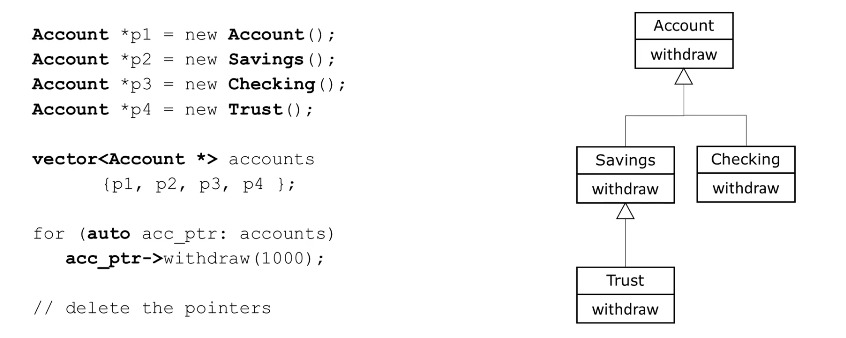 Account *p1 = new Account();
Account *p2 = new Savings();
Account *p3 = new Checking();
Account *p4 = new Trust();
vector<Account *> accounts
{p1, p2, p3, p4 };
for (auto acc_ptr: accounts)
acc_ptr->withdraw(1000);
// delete the pointers
Account
withdraw
Savings
withdraw
Checking
withdraw
Trust
withdraw